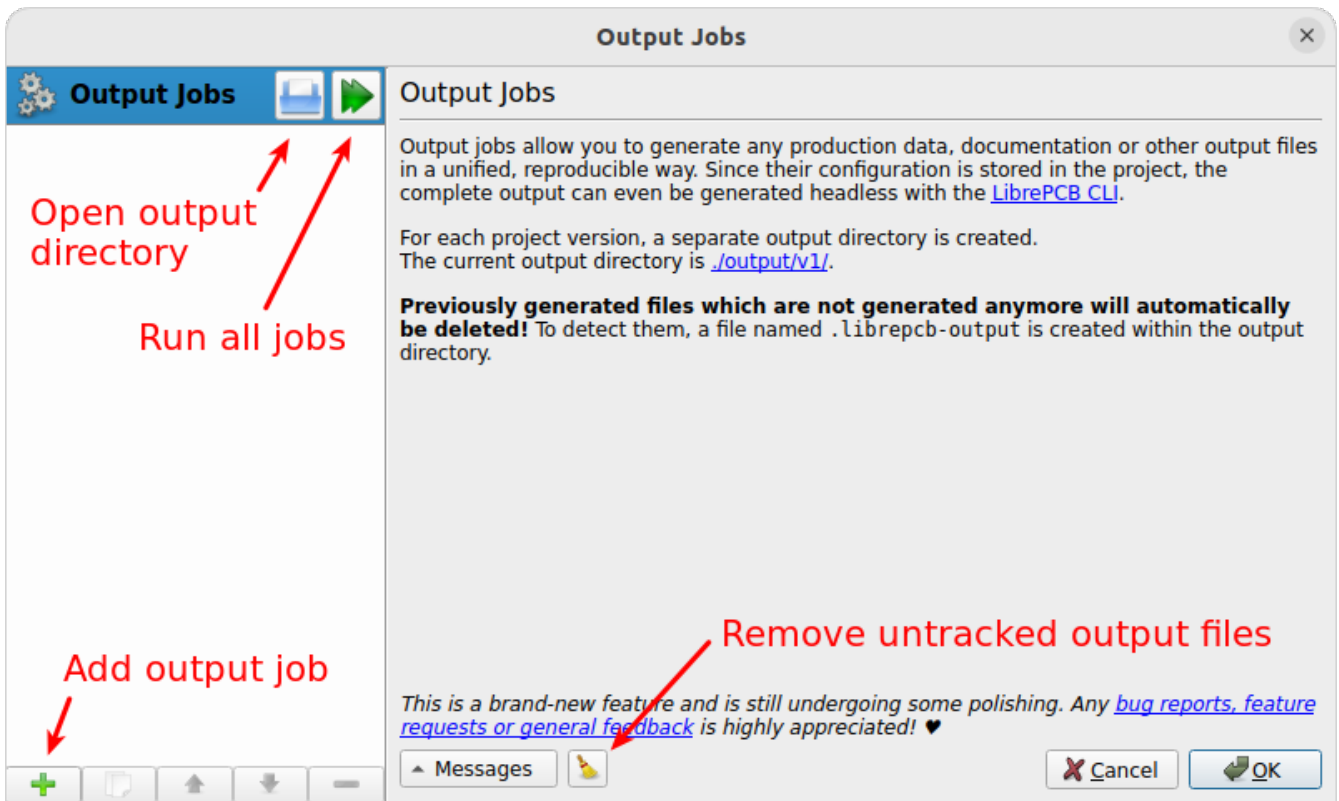 Output Jobs
Output Jobs
Open output
directory
Run all jobs
Add output job
Output Jobs
Output jobs allow you to generate any production data, documentation or other output files
in a unified, reproducible way. Since their configuration is stored in the project, the
complete output can even be generated headless with the LibrePCB CLI.
For each project version, a separate output directory is created.
The current output directory is ./output/v1/.
Previously generated files which are not generated anymore will automatically
be deleted! To detect them, a file named .librepcb-output is created within the output
directory.
Remove untracked output files
This is a brand-new feature and is still undergoing some polishing. Any bug reports, feature
requests or general feedback is highly appreciated! ♥
Messages
Cancel
OK